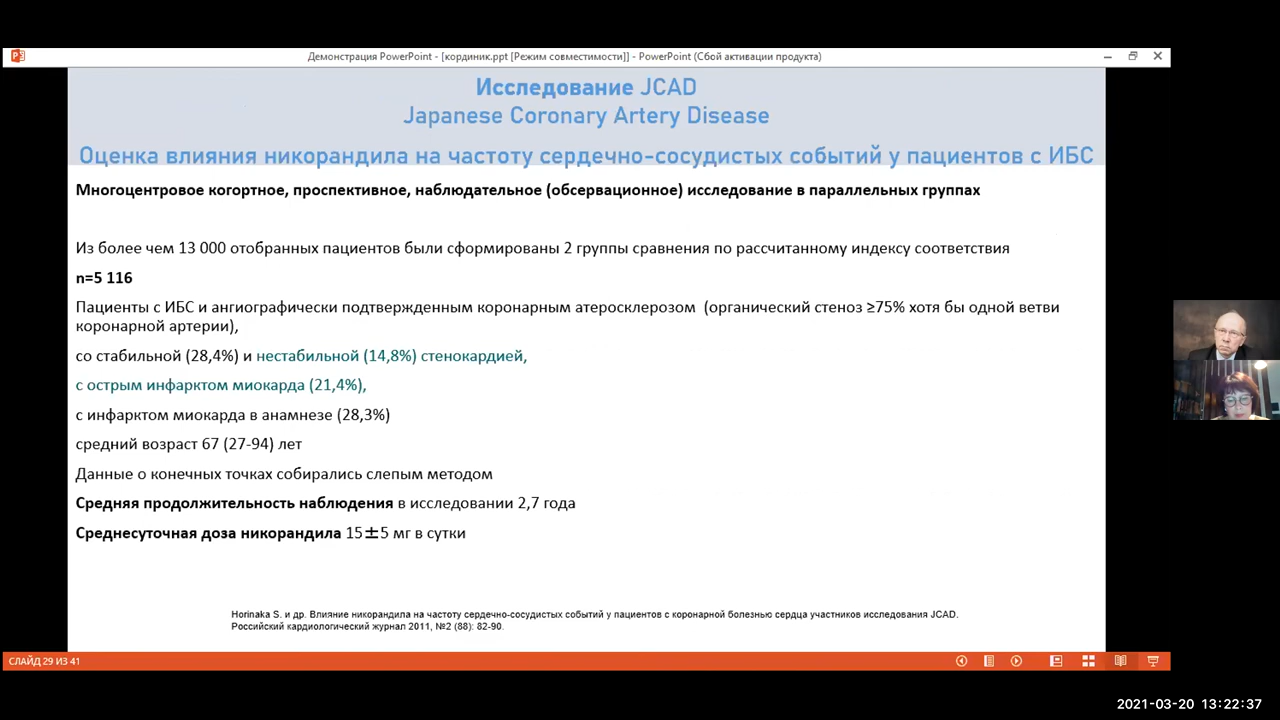 Демонстрация PowerPoint - [кординик.ppt [Режим совместимости]] - PowerPoint (Сбой активации продукта)
Исследование JCAD
Japanese Coronary Artery Disease
Оценка влияния никорандила на частоту сердечно-сосудистых событий у пациентов с ИБС
Многоцентровое когортное, проспективное, наблюдательное (обсервационное) исследование в параллельных группах
Из более чем 13 000 отобранных пациентов были сформированы 2 группы сравнения по рассчитанному индексу соответствия
n=5 116
Пациенты с ИБС и ангиографически подтвержденным коронарным атеросклерозом (органический стеноз ≥75% хотя бы одной ветви
коронарной артерии),
со стабильной (28,4%) и нестабильной (14,8%) стенокардией,
с острым инфарктом миокарда (21,4%),
с инфарктом миокарда в анамнезе (28,3%)
средний возраст 67 (27-94) лет
Данные о конечных точках собирались слепым методом
Средняя продолжительность наблюдения в исследовании 2,7 года
Среднесуточная доза никорандила 15±5 мг в сутки
Horinaka S. и др. Влияние никорандила на частоту сердечно-сосудистых событий у пациентов с коронарной болезнью сердца участников исследования JCAD.
Российский кардиологический журнал 2011, №2 (88): 82-90.
СЛАЙД 29 ИЗ 41
2021-03-20 13:22:37